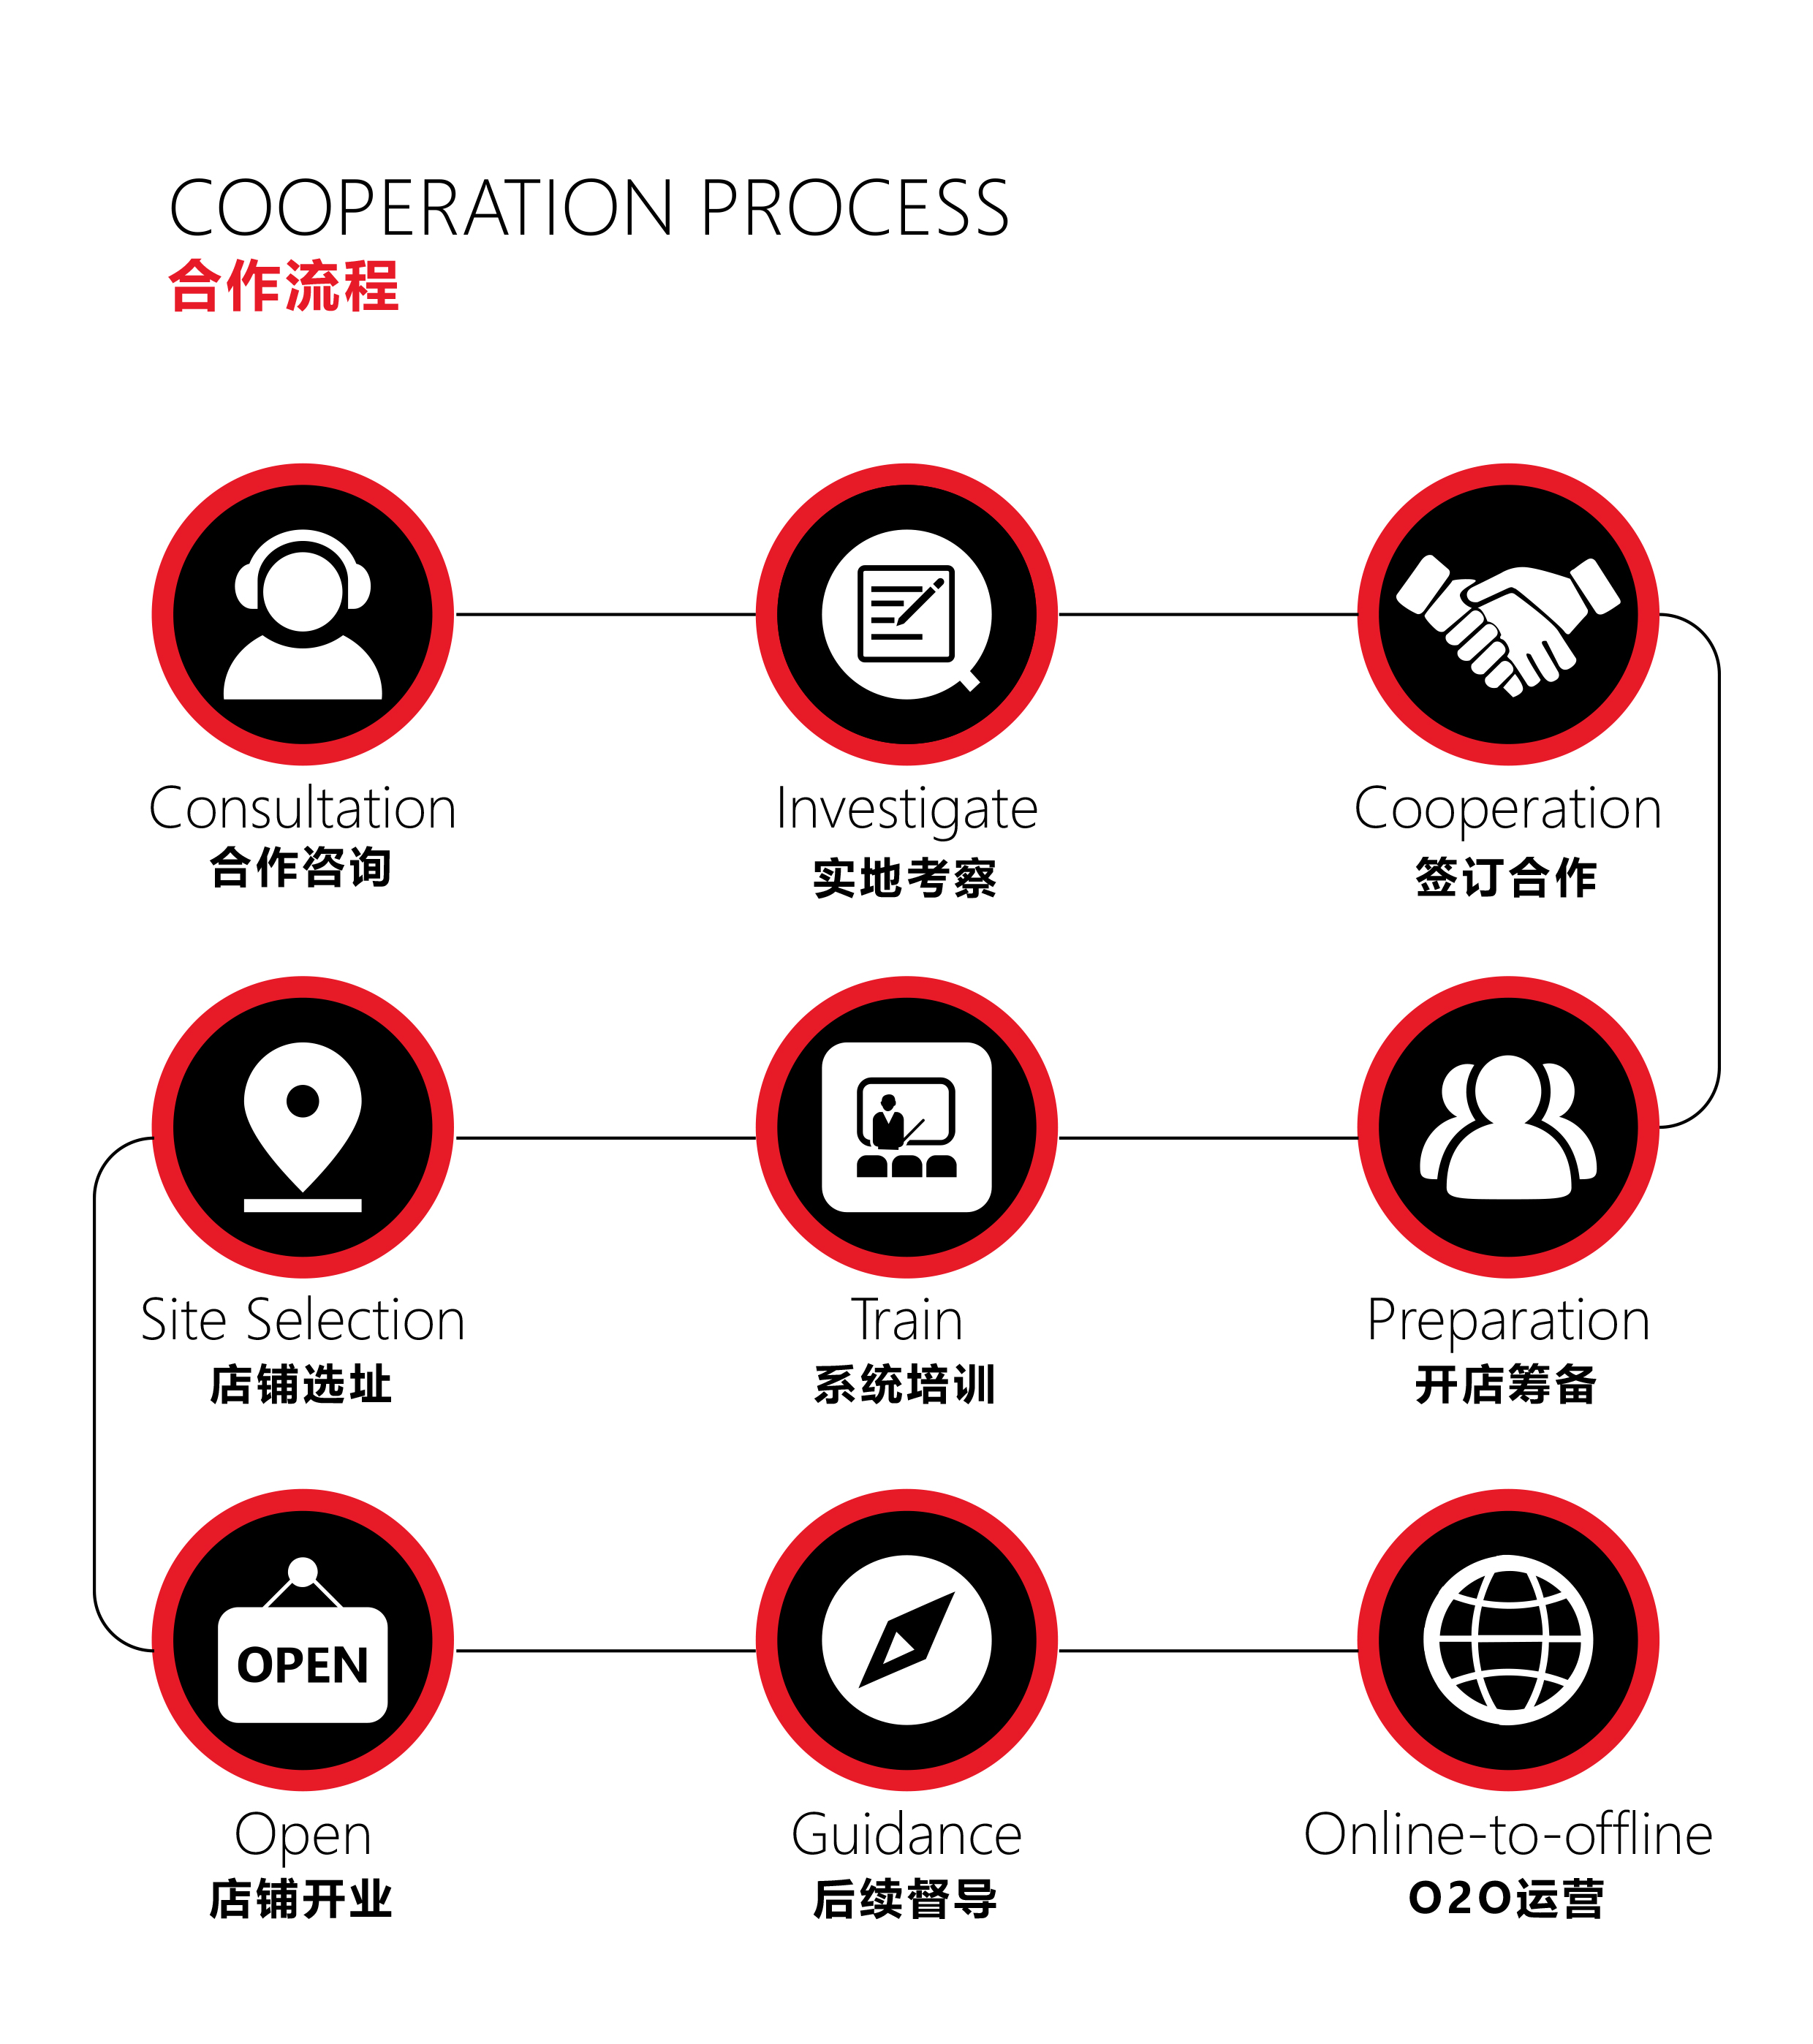 COOPERATION PROCESS
合作流程
Consultation
合作咨询
Investigate
实地考察
Cooperation
签订合作
Site Selection
店铺选址
Train
系统培训
Preparation
开店筹备
OPEN
Open
店铺开业
Guidance
后续督导
Online-to-offline
O2O运营